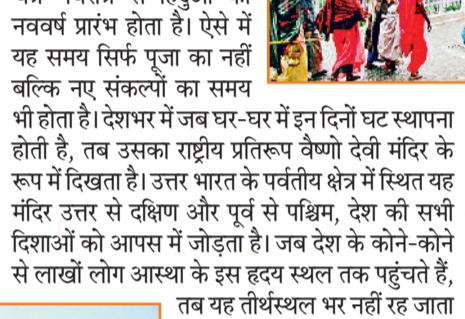 नववर्ष प्रारंभ होता है। ऐसे में
यह समय सिर्फ पूजा का नहीं
बल्कि नए संकल्पों का समय
भी होता है। देशभर में जब घर-घर में इन दिनों घट स्थापना
होती है, तब उसका राष्ट्रीय प्रतिरूप वैष्णो देवी मंदिर के
रूप में दिखता है। उत्तर भारत के पर्वतीय क्षेत्र में स्थित यह
मंदिर उत्तर से दक्षिण और पूर्व से पश्चिम, देश की सभी
दिशाओं को आपस में जोड़ता है। जब देश के कोने-कोने
से लाखों लोग आस्था के इस हृदय स्थल तक पहुंचते हैं,
तब यह तीर्थस्थल भर नहीं रह जाता